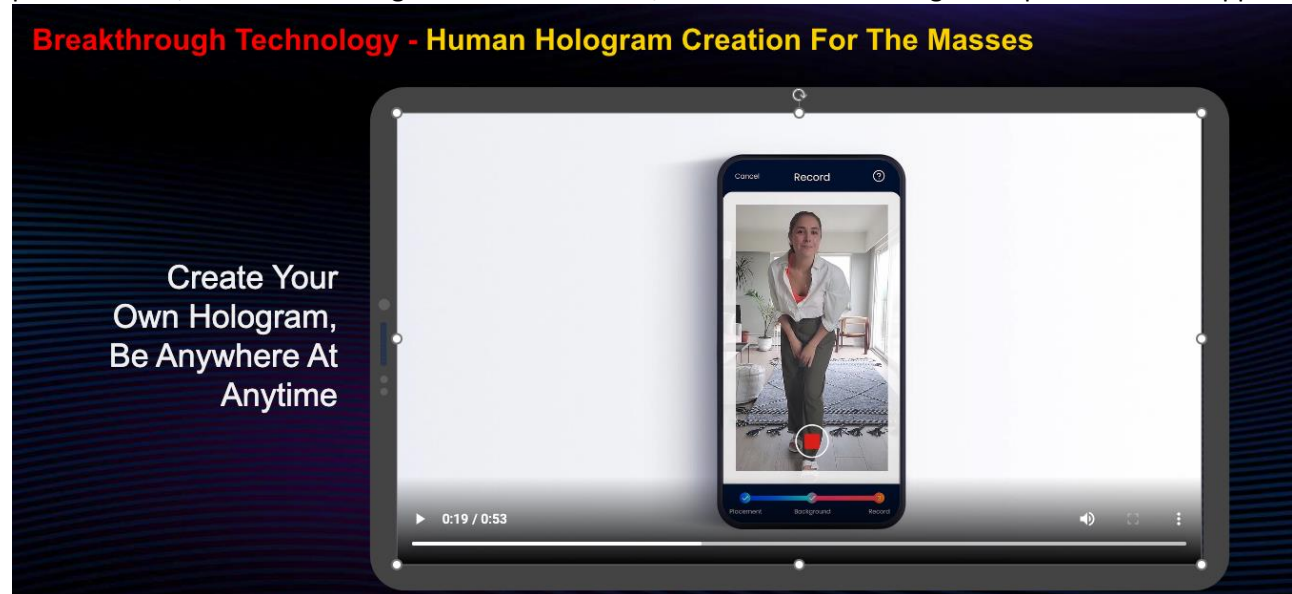 Breakthrough Technology - Human Hologram Creation For The Masses
Cancel Record
Create Your
Own Hologram,
Be Anywhere At
Anytime
0:19 / 0:53
Placement Background Record